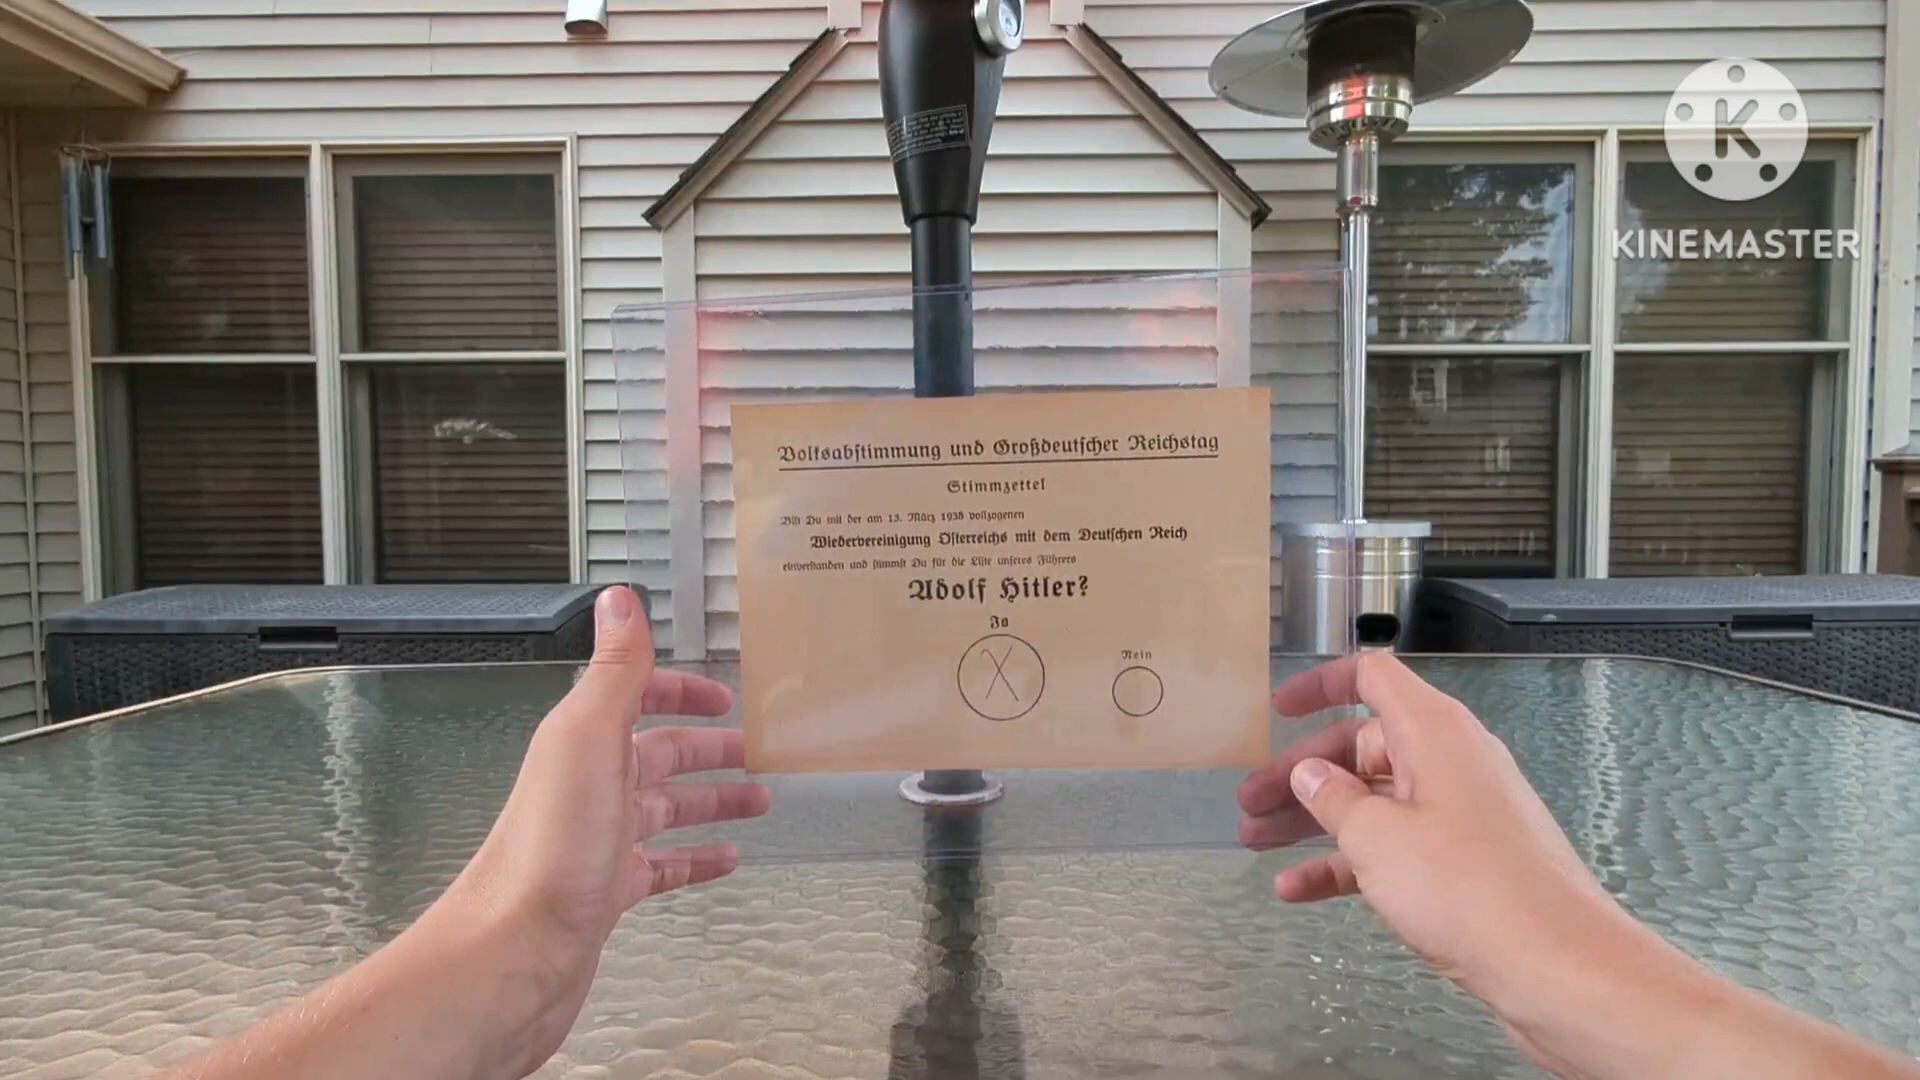 K
KINEMASTER
Volksabstimmung und Großdeutscher Reichstag
Stimmzettel
Bist Du mit der am 13. März 1938 vollzogenen
Wiedervereinigung Österreichs mit dem Deutschen Reich
einverstanden und stimmst Du für die Liste unseres Führers
Adolf Hitler?
Ja
Nein